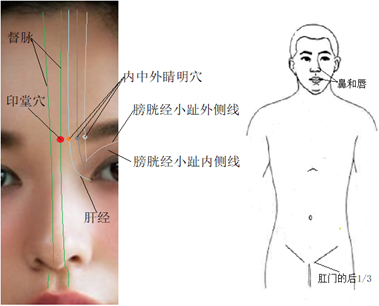 督脉
内中外睛明穴
印堂穴
膀胱经小趾外侧线
膀胱经小趾内侧线
肝经
鼻和唇
肛门的后1/3